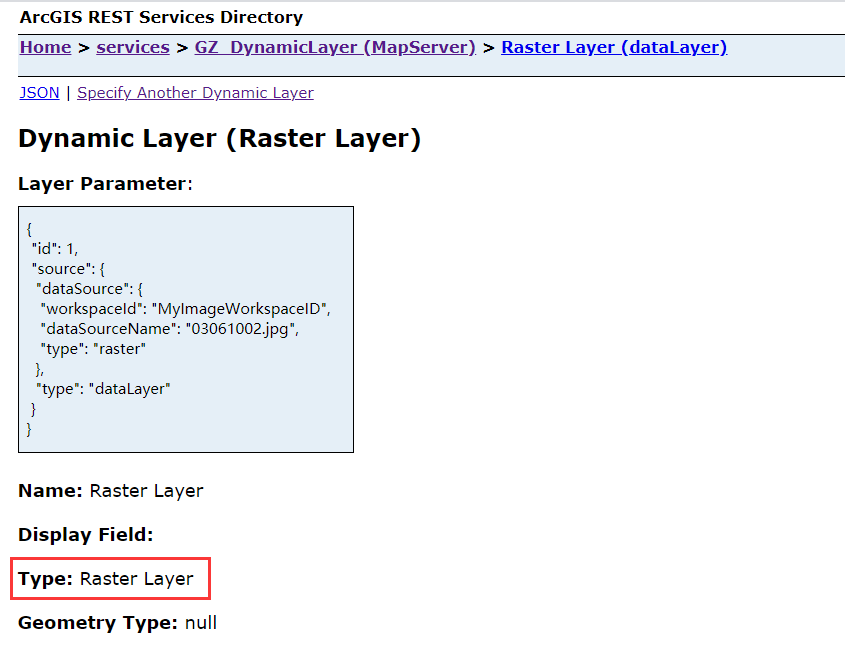 ArcGIS REST Services Directory
Home > services > GZ_DynamicLayer (MapServer) > Raster Layer (dataLayer)
JSON | Specify Another Dynamic Layer
Dynamic Layer (Raster Layer)
Layer Parameter:
{
"id": 1,
"source": {
"dataSource": {
"workspaceId": "MyImageWorkspaceID",
"dataSourceName": "03061002.jpg",
"type": "raster"
},
"type": "dataLayer"
}
}
Name: Raster Layer
Display Field:
Type: Raster Layer
Geometry Type: null